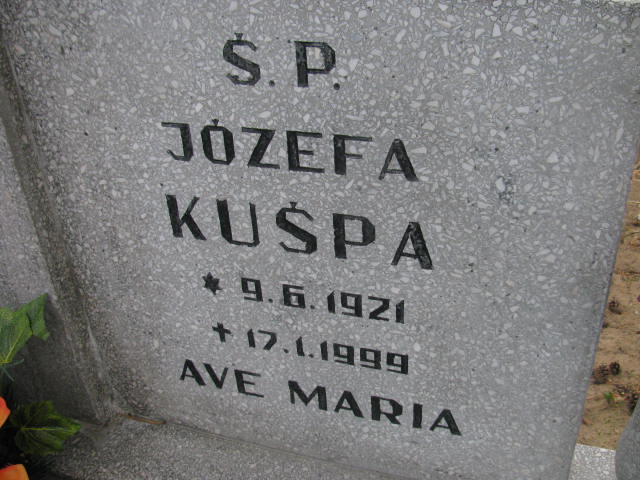 Ś.P.
JÓZEFA
KUŚPA
* 9.6.1921
+ 17.1.1999
AVE MARIA